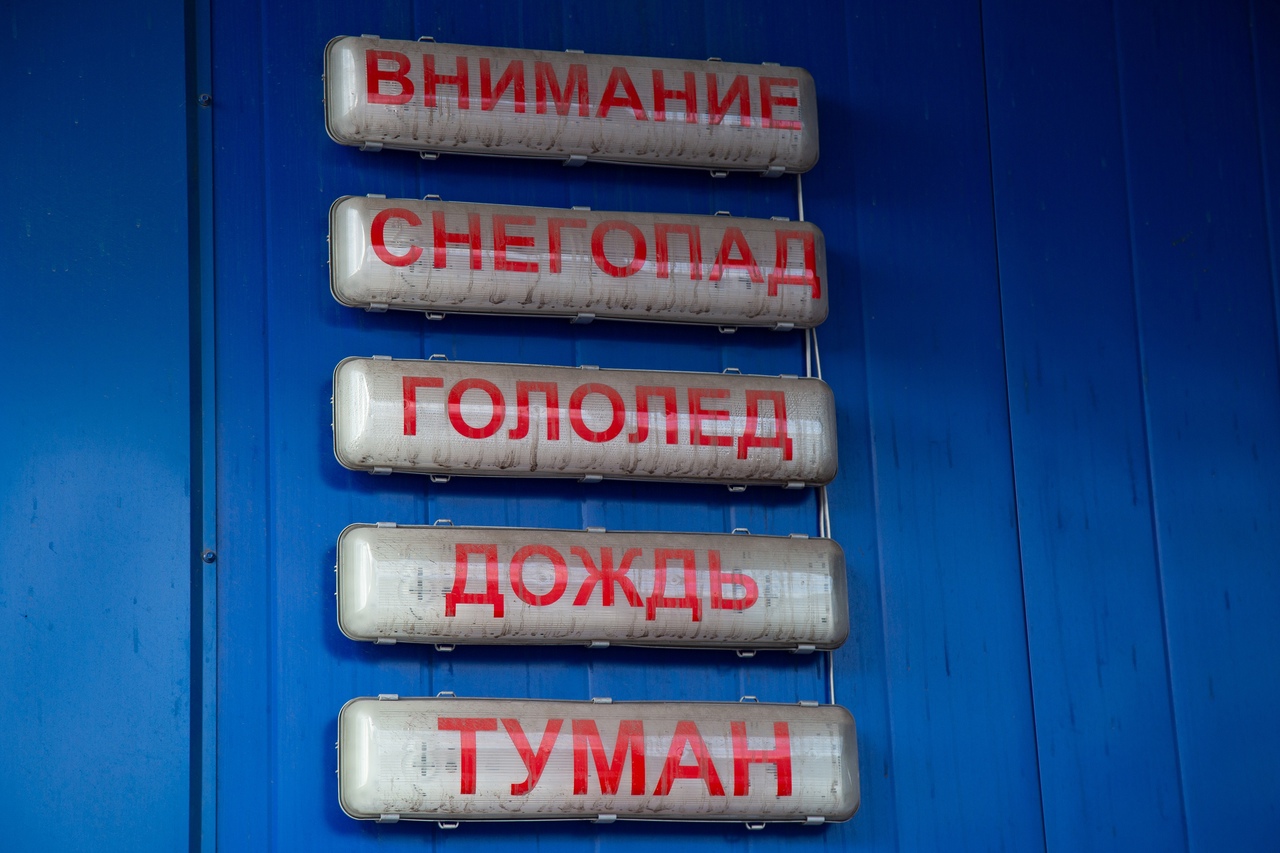 ВНИМАНИЕ
СНЕГОПАД
ГОЛОЛЕД
ДОЖДЬ
ТУМАН